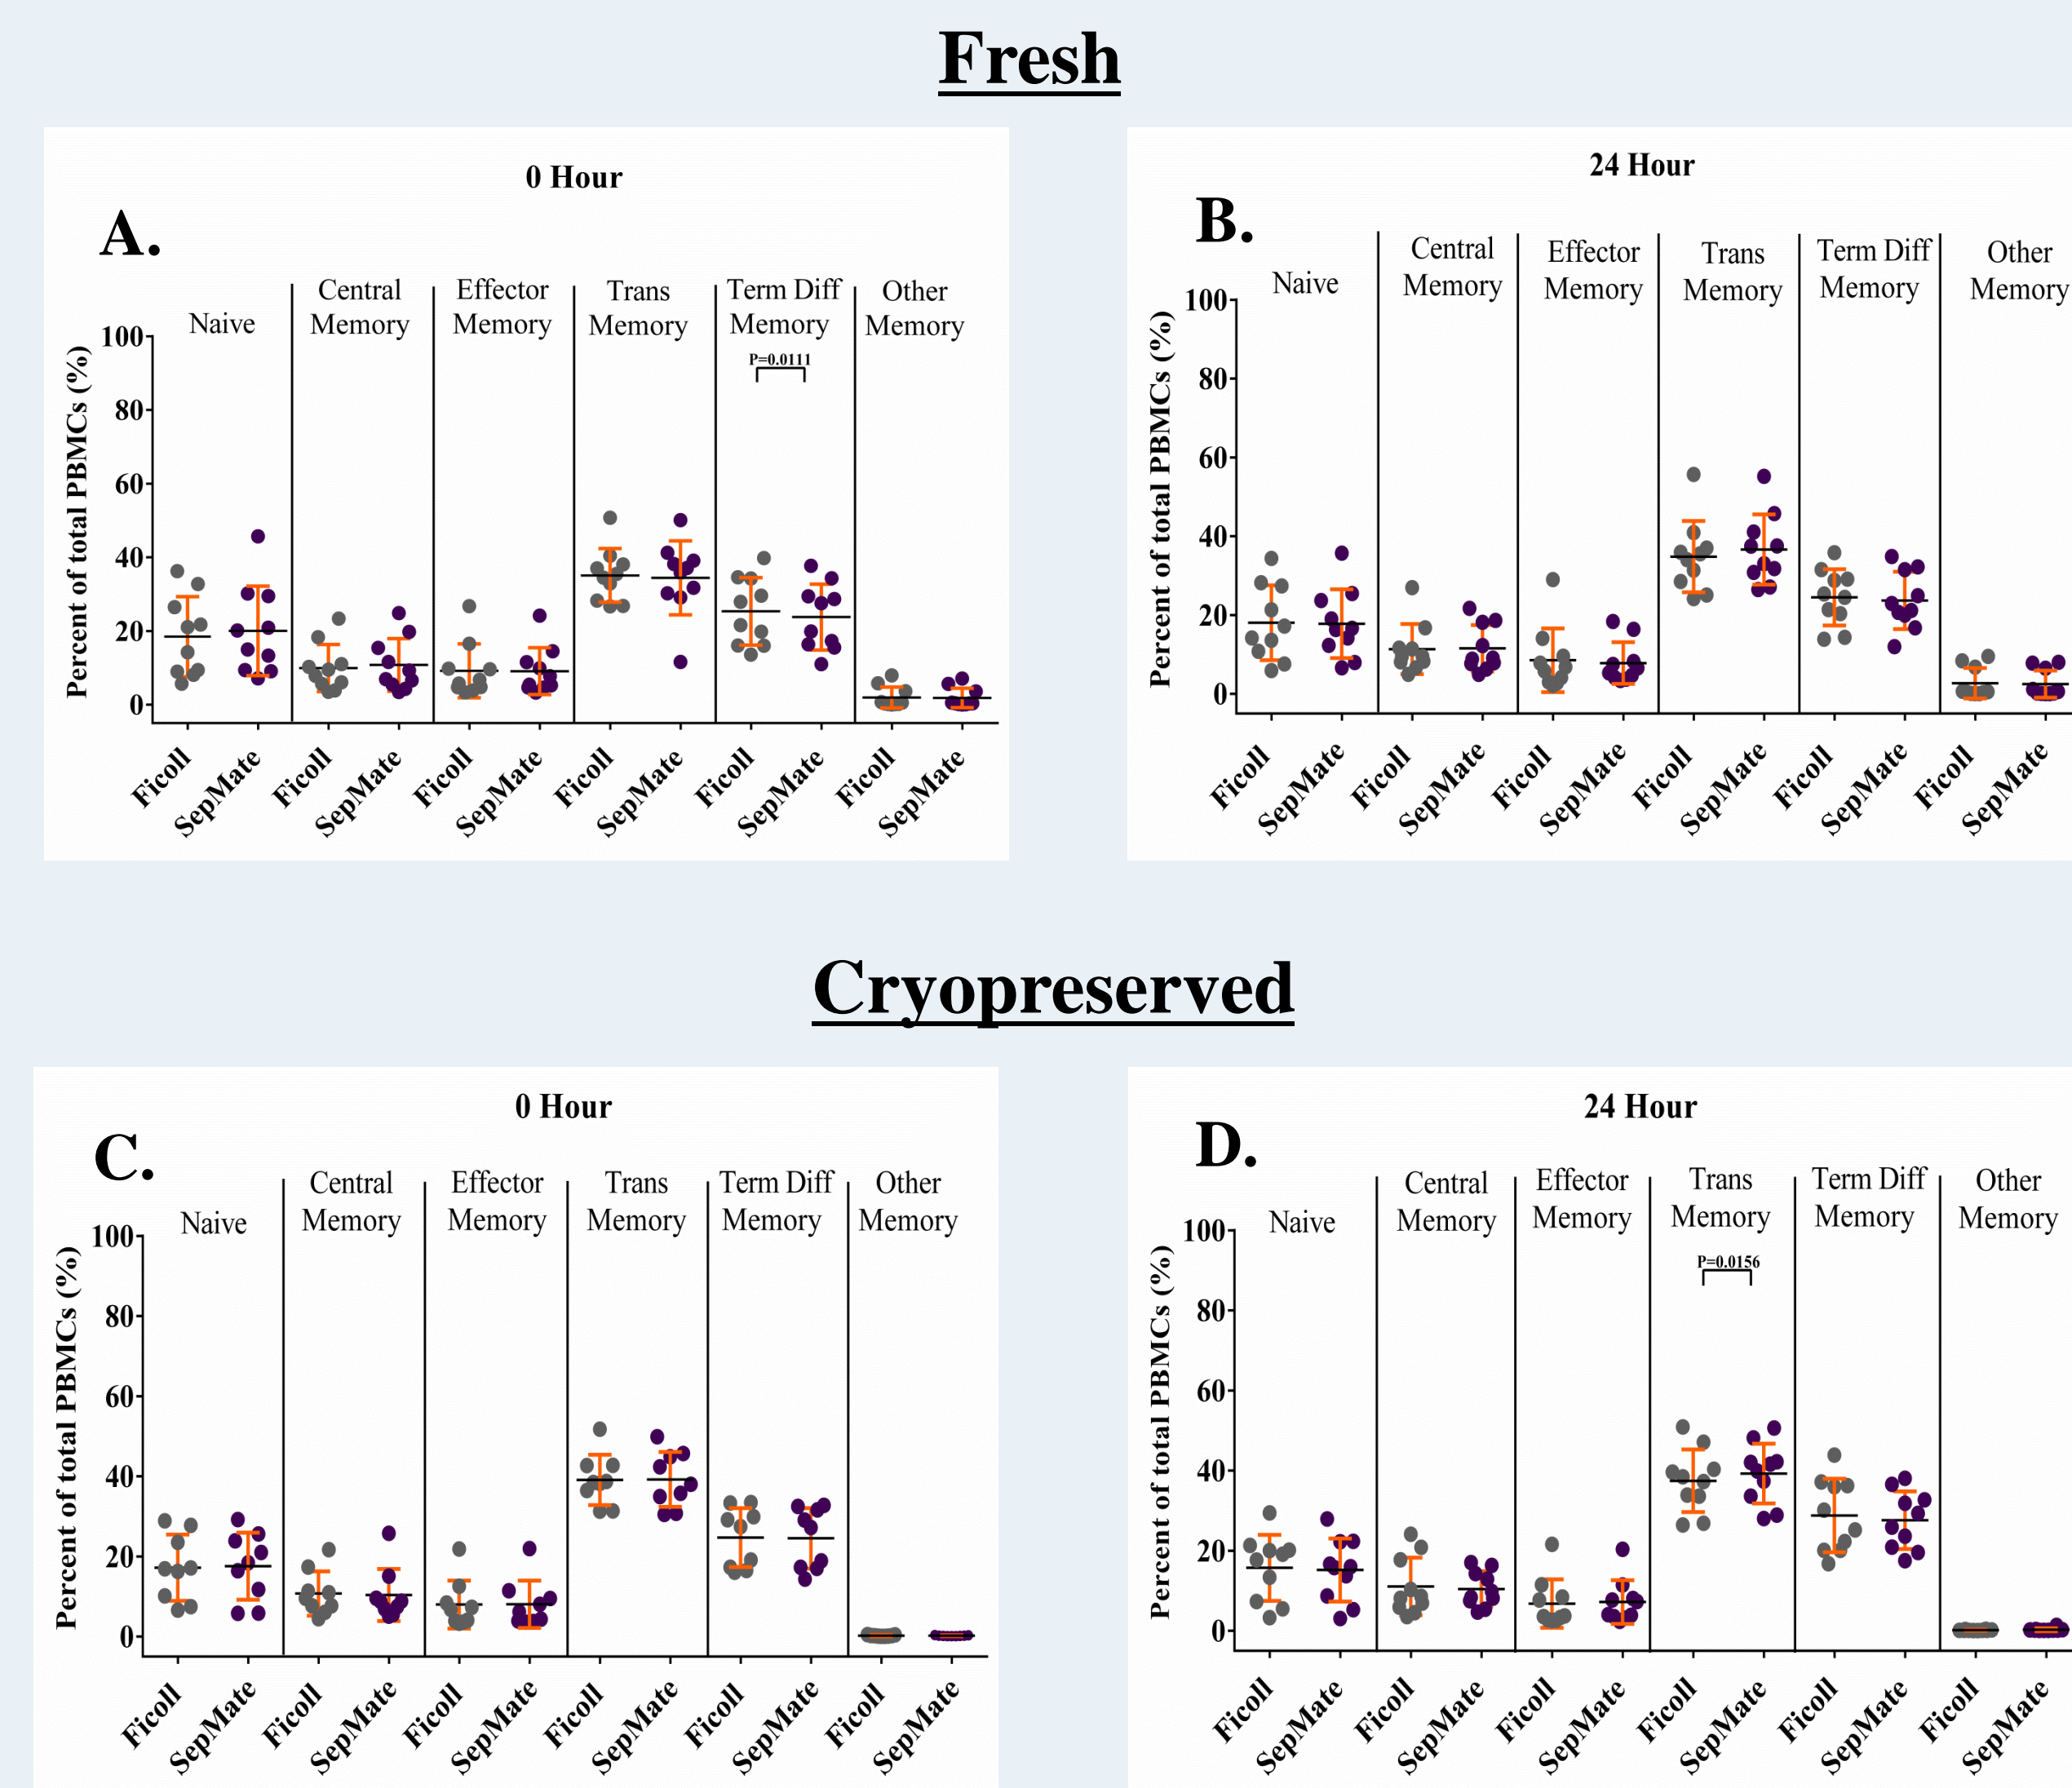 Fresh
0 Hour
A.
Naive
Central
Memory
Effector
Memory
Trans
Memory
Term Diff
Memory
Other
Memory
P=0.0111
Percent of total PBMCs (%)
100
80
60
40
20
0
Ficoll
SepMate
Ficoll
SepMate
Ficoll
SepMate
Ficoll
SepMate
Ficoll
SepMate
Ficoll
SepMate
24 Hour
B.
Naive
Central
Memory
Effector
Memory
Trans
Memory
Term Diff
Memory
Other
Memory
Percent of total PBMCs (%)
100
80
60
40
20
0
Ficoll
SepMate
Ficoll
SepMate
Ficoll
SepMate
Ficoll
SepMate
Ficoll
SepMate
Ficoll
SepMate
Cryopreserved
0 Hour
C.
Naive
Central
Memory
Effector
Memory
Trans
Memory
Term Diff
Memory
Other
Memory
Percent of total PBMCs (%)
100
80
60
40
20
0
Ficoll
SepMate
Ficoll
SepMate
Ficoll
SepMate
Ficoll
SepMate
Ficoll
SepMate
Ficoll
SepMate
24 Hour
D.
Naive
Central
Memory
Effector
Memory
Trans
Memory
Term Diff
Memory
Other
Memory
P=0.0156
Percent of total PBMCs (%)
100
80
60
40
20
0
Ficoll
SepMate
Ficoll
SepMate
Ficoll
SepMate
Ficoll
SepMate
Ficoll
SepMate
Ficoll
SepMate